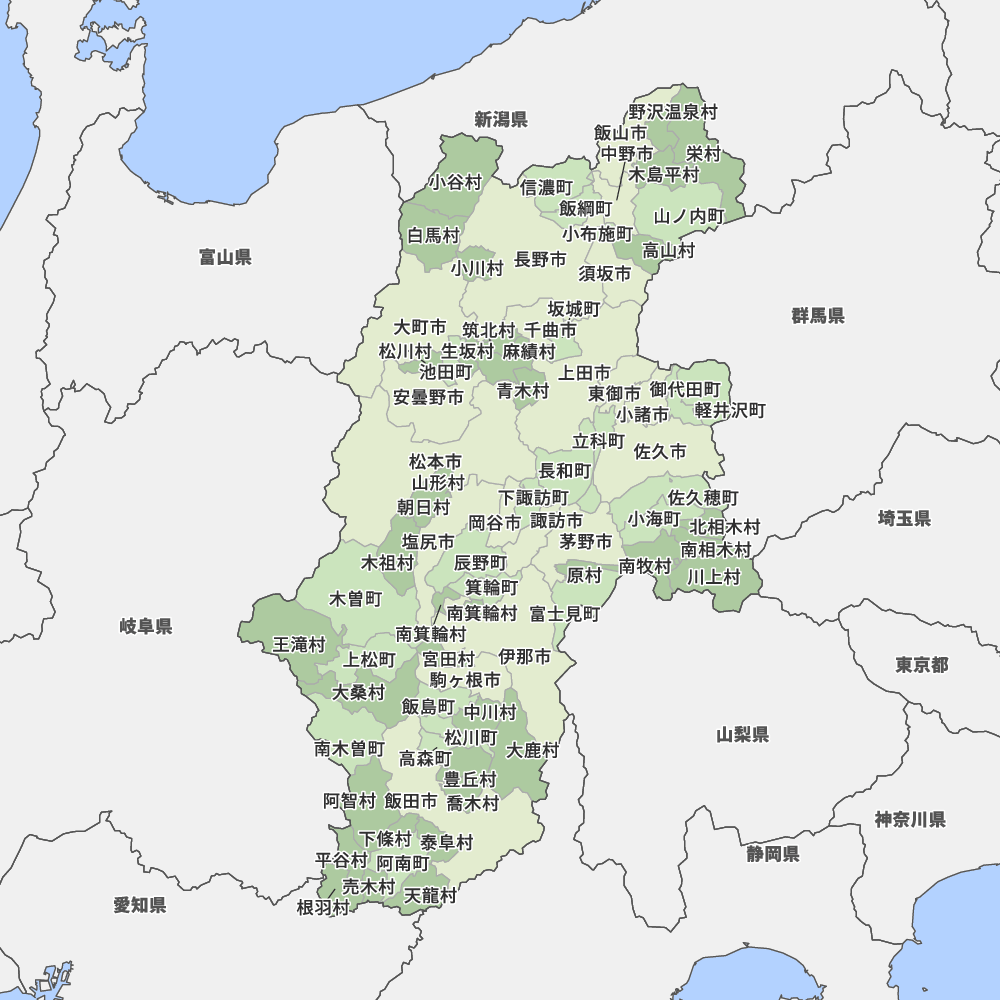 野沢温泉村
新潟県
飯山市
中野市
栄村
木島平村
小谷村
信濃町
飯綱町
山ノ内町
白馬村
小布施町
高山村
富山県
長野市
小川村
須坂市
坂城町
群馬県
大町市
筑北村
千曲市
松川村
生坂村
麻績村
池田町
上田市
青木村
安曇野市
東御市
御代田町
小諸市
軽井沢町
立科町
佐久市
松本市
長和町
山形村
下諏訪町
佐久穂町
朝日村
岡谷市
諏訪市
小海町
北相木村
埼玉県
塩尻市
茅野市
南相木村
木祖村
辰野町
原村
南牧村
川上村
箕輪町
木曽町
南箕輪村
富士見町
岐阜県
南箕輪村
王滝村
上松町
宮田村
伊那市
東京都
駒ヶ根市
大桑村
飯島町
中川村
山梨県
松川町
南木曽町
大鹿村
高森町
豊丘村
阿智村
飯田市
喬木村
神奈川県
下條村
泰阜村
平谷村
阿南町
静岡県
売木村
天龍村
愛知県
根羽村